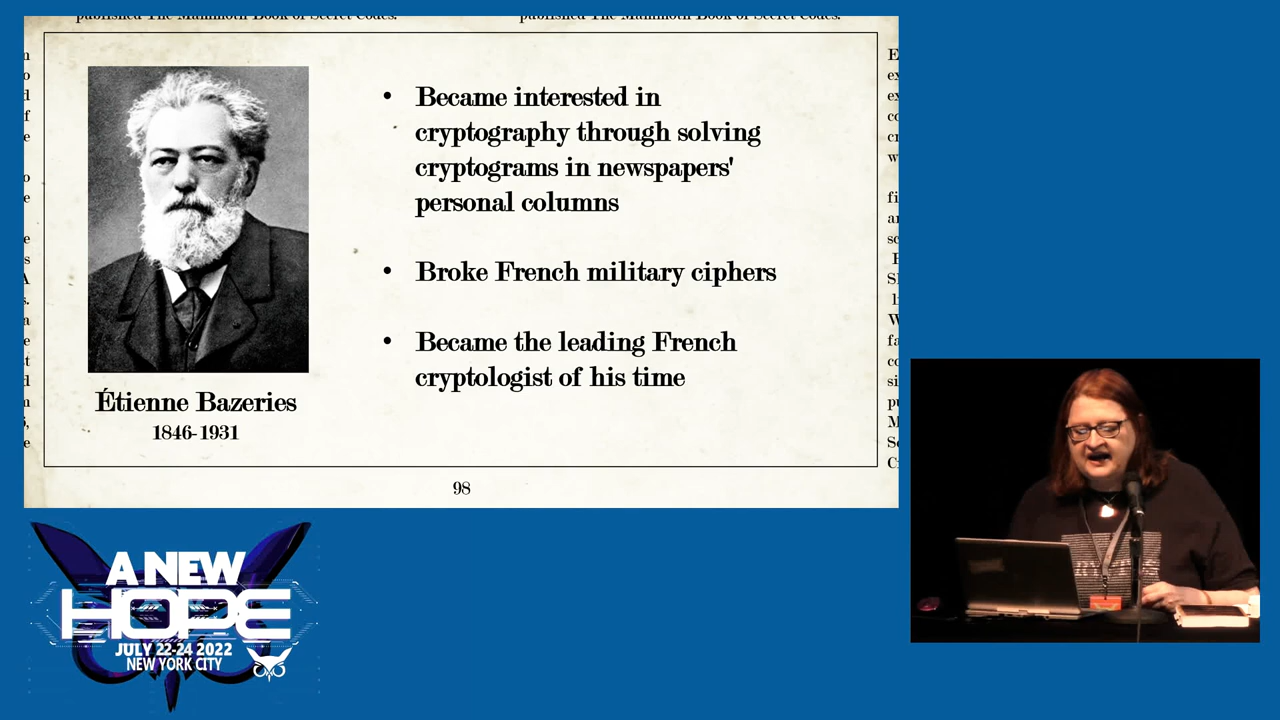 published The Mammoth Book of Secret Codes.
published The Mammoth Book of Secret Codes.
• Became interested in
cryptography through solving
cryptograms in newspapers'
personal columns
• Broke French military ciphers
• Became the leading French
cryptologist of his time
Étienne Bazeries
1846-1931
98
A NEW
HOPE
JULY 22-24 2022
NEW YORK CITY